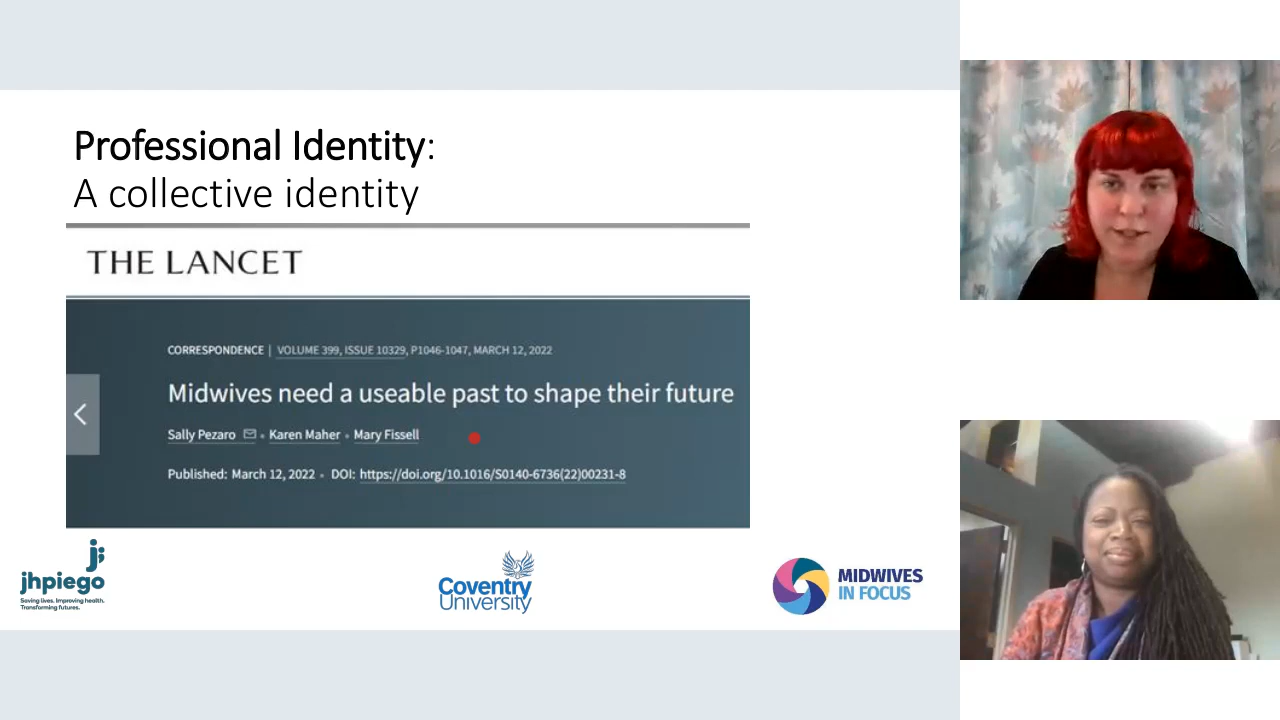 Professional Identity:
A collective identity
THE LANCET
CORRESPONDENCE | VOLUME 399, ISSUE 10329, P1046-1047, MARCH 12, 2022
Midwives need a useable past to shape their future
Sally Pezaro • Karen Maher • Mary Fissell
Published: March 12, 2022 • DOI: https://doi.org/10.1016/S0140-6736(22)00231-8
jhpiego
Saving lives. Improving health.
Transforming futures.
Coventry
University
MIDWIVES
IN FOCUS